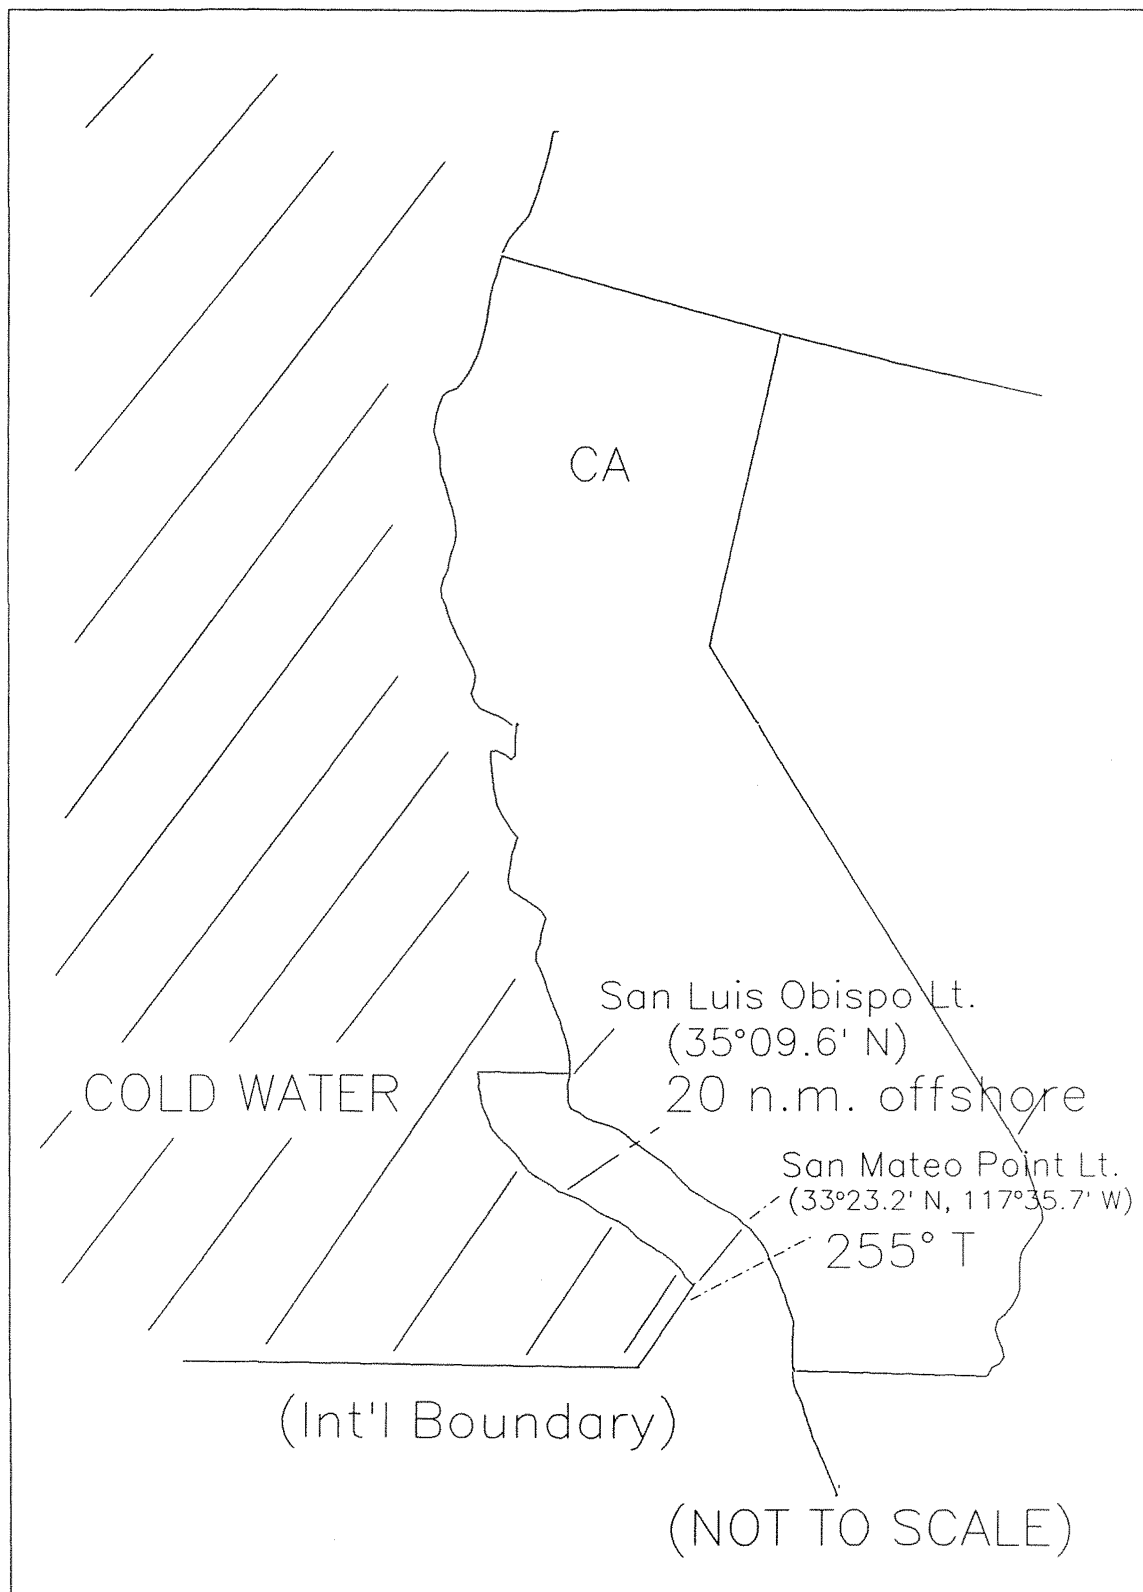 CA
San Luis Obispo Lt.
(35°09.6' N)
COLD WATER
20 n.m. offshore
San Mateo Point Lt.
(33°23.2' N, 117°35.7' W)
255° T
(Int'l Boundary)
(NOT TO SCALE)